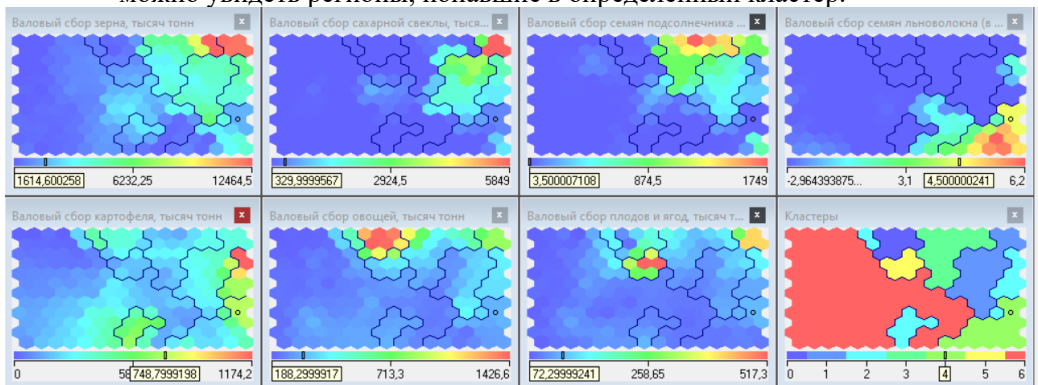 можно увидеть регионы, попавшие в определенный кластер.
Валовый сбор зерна, тысяч тонн
1614,600258 6232,25 12464,5
Валовый сбор сахарной свеклы, тыся...
329,9999567 2924,5 5849
Валовый сбор семян подсолнечника
3,500007108 874,5 1749
Валовый сбор семян льноволокна (в ...
-2,964393875... 3,1 4,500000241 6,2
Валовый сбор картофеля, тысяч тонн
0 748,7999198 1174,2
Валовый сбор овощей, тысяч тонн
188,2999917 713,3 1426,6
Валовый сбор плодов и ягод, тысяч т...
72,29999241 258,65 517,3
Кластеры
0 1 2 3 4 5 6